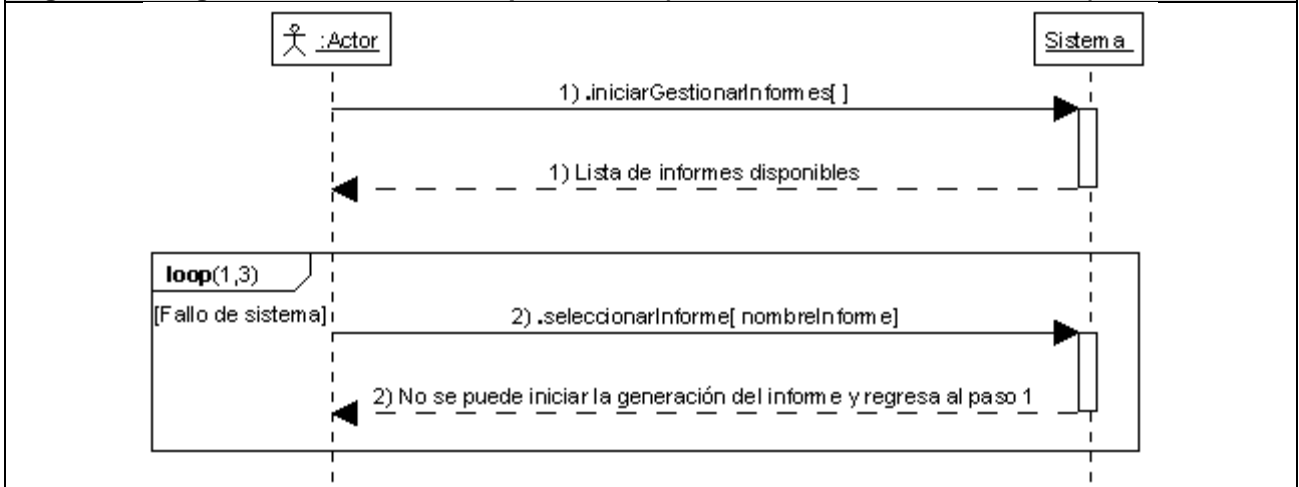 :Actor
Sistema
1) .iniciarGestionarInformes[ ]
1) Lista de informes disponibles
loop(1,3)
[Fallo de sistema]
2) .seleccionarInforme[ nombreInforme]
2) No se puede iniciar la generación del informe y regresa al paso 1